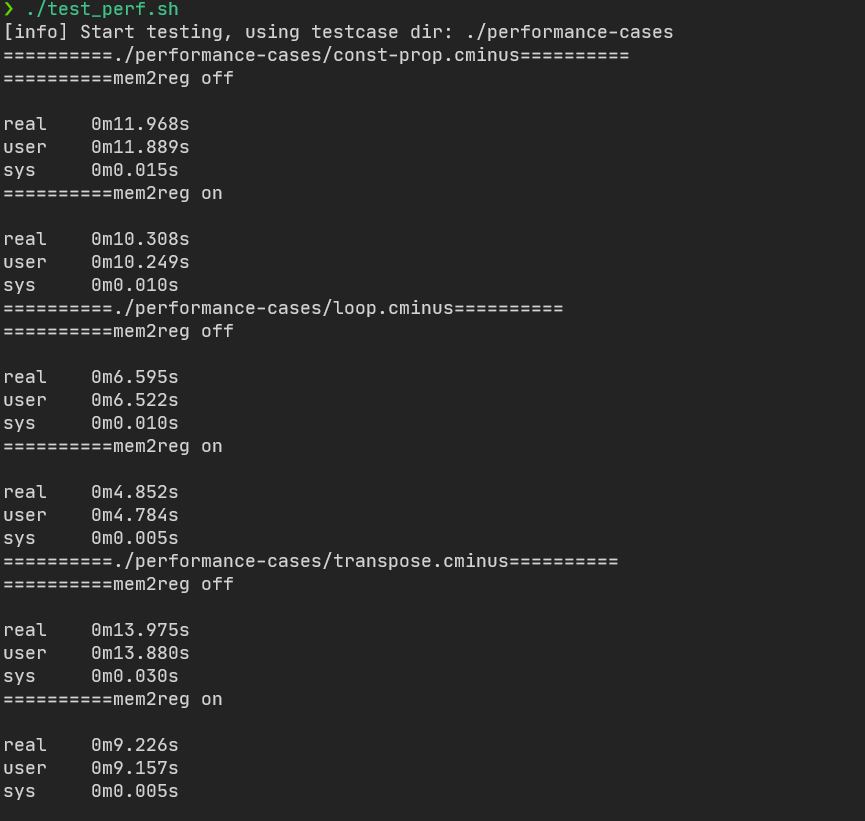 ❯ ./test_perf.sh
[info] Start testing, using testcase dir: ./performance-cases
==========./performance-cases/const-prop.cminus==========
==========mem2reg off
real    0m11.968s
user    0m11.889s
sys     0m0.015s
==========mem2reg on
real    0m10.308s
user    0m10.249s
sys     0m0.010s
==========./performance-cases/loop.cminus==========
==========mem2reg off
real    0m6.595s
user    0m6.522s
sys     0m0.010s
==========mem2reg on
real    0m4.852s
user    0m4.784s
sys     0m0.005s
==========./performance-cases/transpose.cminus==========
==========mem2reg off
real    0m13.975s
user    0m13.880s
sys     0m0.030s
==========mem2reg on
real    0m9.226s
user    0m9.157s
sys     0m0.005s